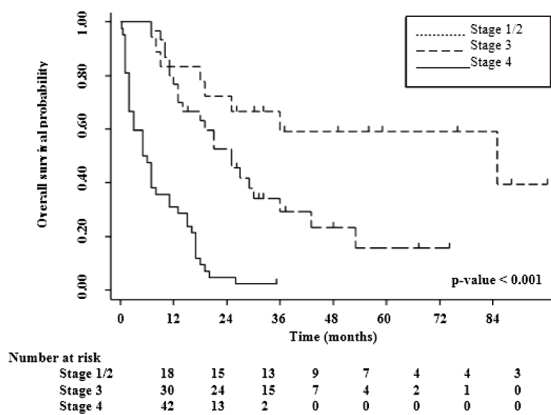 1.00
0.80
0.60
0.40
0.20
0.00
Overall survival probability
Stage 1/2
Stage 3
Stage 4
p-value < 0.001
0 12 24 36 48 60 72 84
Time (months)
Number at risk
Stage 1/2 18 15 13 9 7 4 4 3
Stage 3 30 24 15 7 4 2 1 0
Stage 4 42 13 2 0 0 0 0 0